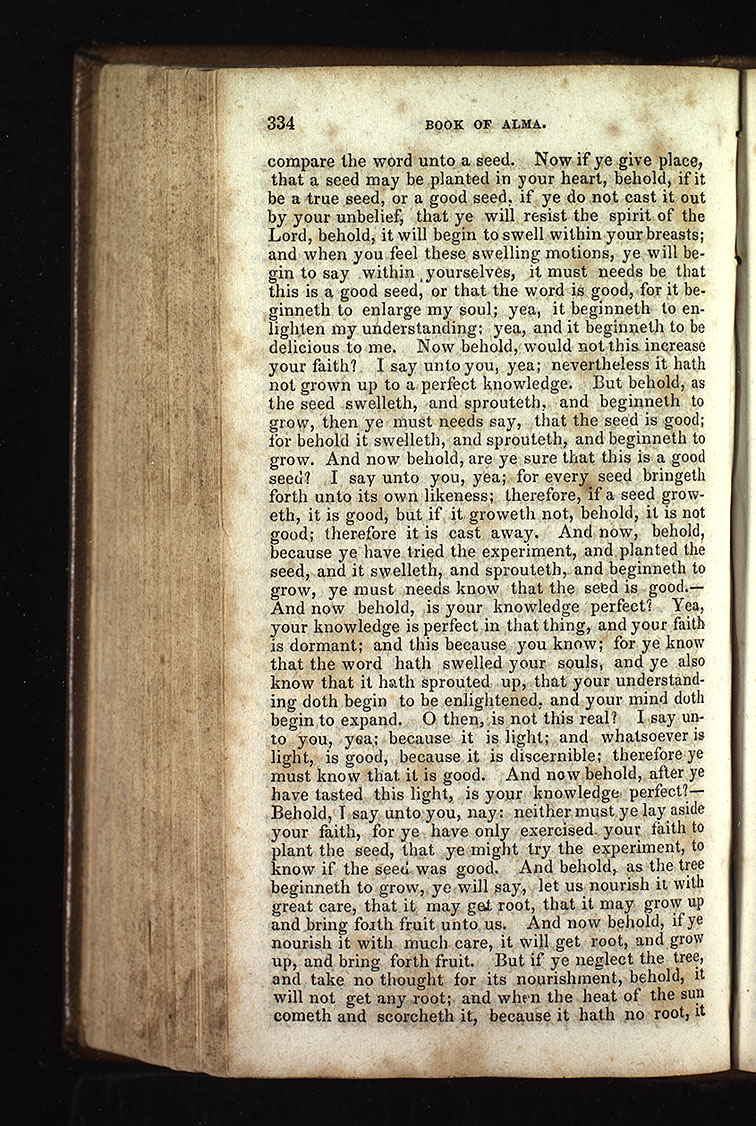 334 BOOK OF ALMA.
compare the word unto a seed. Now if ye give place,
that a seed may be planted in your heart, behold, if it
be a true seed, or a good seed, if ye do not cast it out
by your unbelief, that ye will resist the spirit of the
Lord, behold, it will begin to swell within your breasts;
and when you feel these swelling motions, ye will be-
gin to say within yourselves, it must needs be that
this is a good seed, or that the word is good, for it be-
ginneth to enlarge my soul; yea, it beginneth to en-
lighten my understanding; yea, and it beginneth to be
delicious to me. Now behold, would not this increase
your faith? I say unto you, yea; nevertheless it hath
not grown up to a perfect knowledge. But behold, as
the seed swelleth, and sprouteth, and beginneth to
grow, then ye must needs say, that the seed is good;
for behold it swelleth, and sprouteth, and beginneth to
grow. And now behold, are ye sure that this is a good
seed? I say unto you, yea; for every seed bringeth
forth unto its own likeness; therefore, if a seed grow-
eth, it is good, but if it groweth not, behold, it is not
good; therefore it is cast away. And now, behold,
because ye have tried the experiment, and planted the
seed, and it swelleth, and sprouteth, and beginneth to
grow, ye must needs know that the seed is good.—
And now behold, is your knowledge perfect? Yea,
your knowledge is perfect in that thing, and your faith
is dormant; and this because you know; for ye know
that the word hath swelled your souls, and ye also
know that it hath sprouted up, that your understand-
ing doth begin to be enlightened, and your mind doth
begin to expand. O then, is not this real? I say un-
to you, yea; because it is light; and whatsoever is
light, is good, because it is discernible; therefore ye
must know that it is good. And now behold, after ye
have tasted this light, is your knowledge perfect?—
Behold, I say unto you, nay: neither must ye lay aside
your faith, for ye have only exercised your faith to
plant the seed, that ye might try the experiment, to
know if the seed was good. And behold, as the tree
beginneth to grow, ye will say, let us nourish it with
great care, that it may get root, that it may grow up
and bring forth fruit unto us. And now behold, if ye
nourish it with much care, it will get root, and grow
up, and bring forth fruit. But if ye neglect the tree,
and take no thought for its nourishment, behold, it
will not get any root; and when the heat of the sun
cometh and scorcheth it, because it hath no root, it